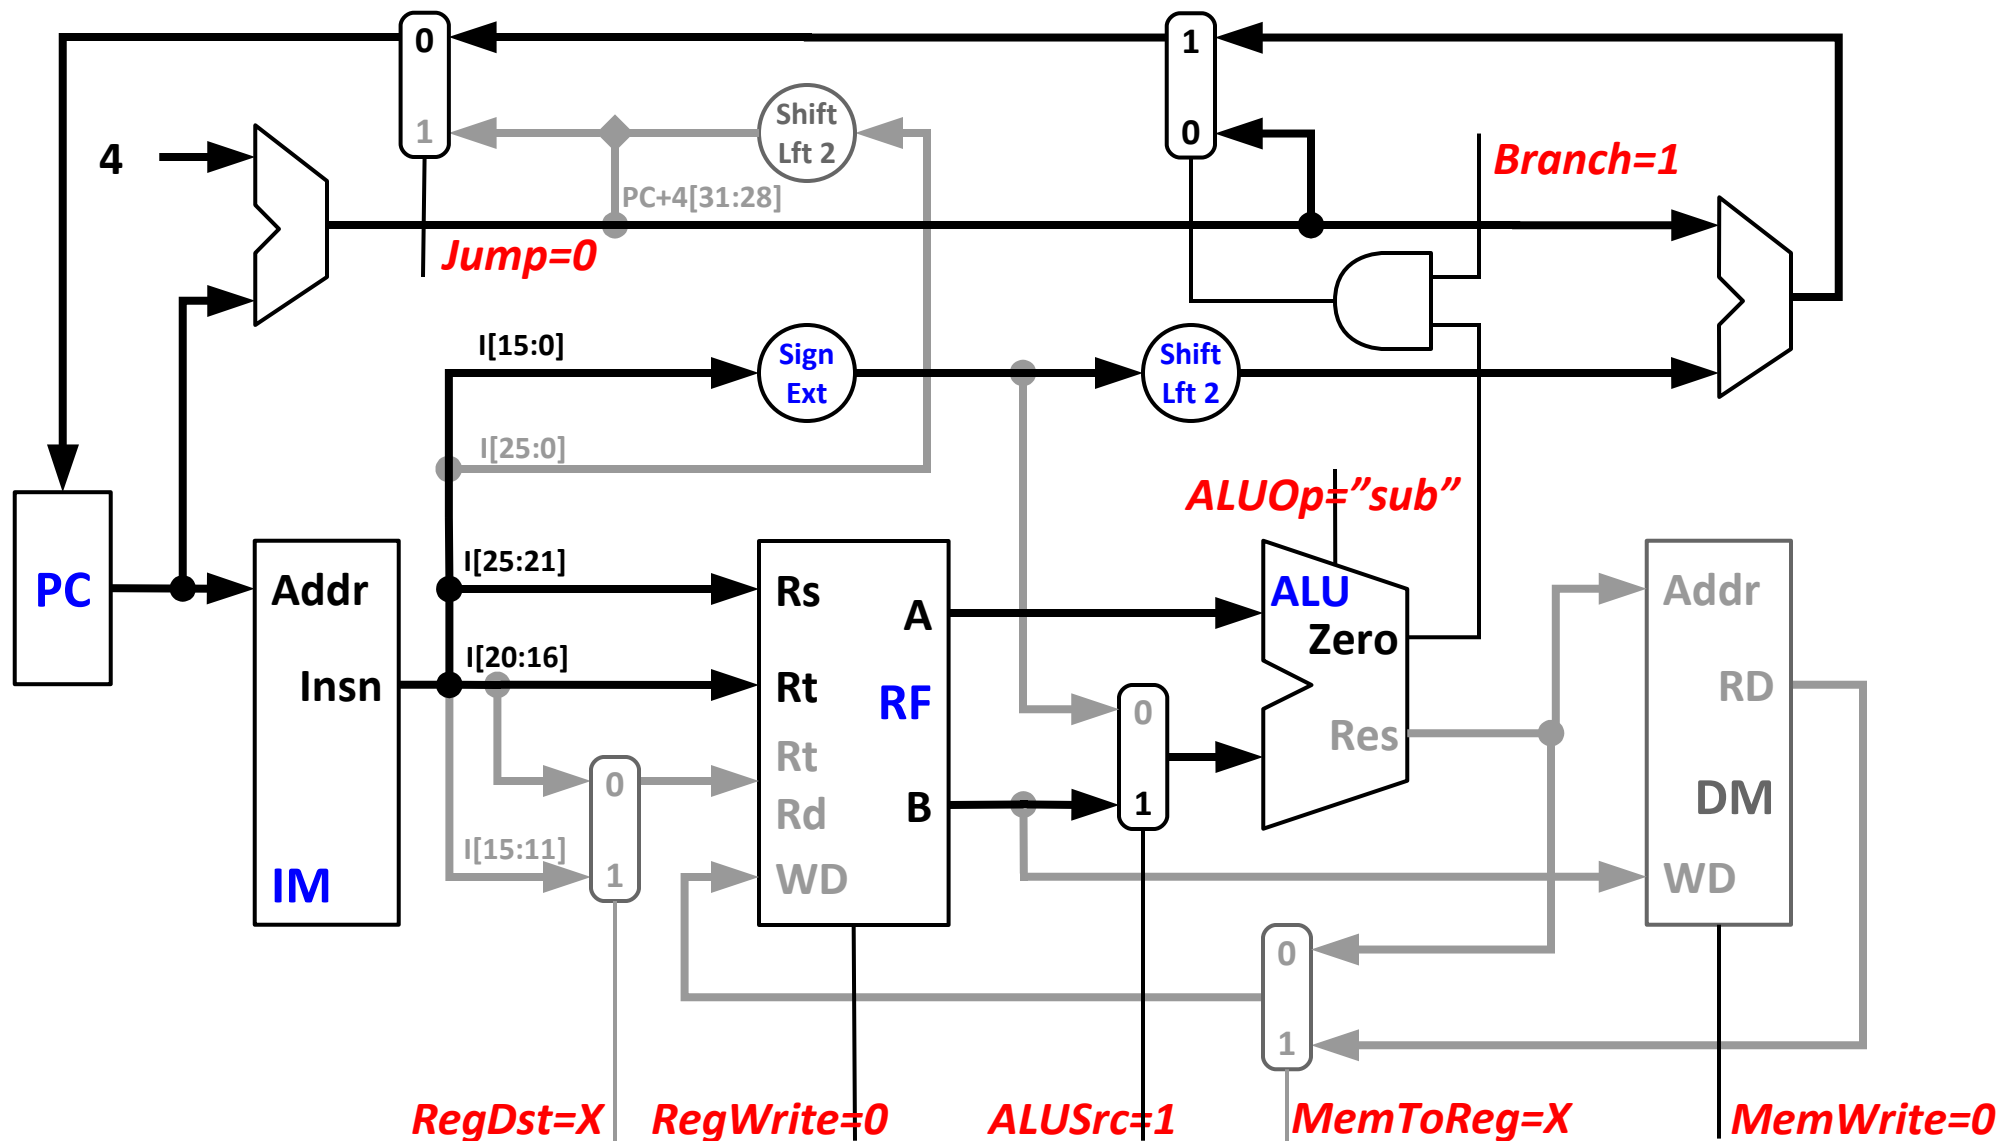 0
1
Shift
Lft 2
1
0
1
4
Branch=1
PC+4[31:28]
Jump=0
I[15:0]
Sign
Ext
Shift
Lft 2
I[25:0]
ALUOp=”sub”
I[25:21]
PC
Addr
Rs
A
ALU
Zero
Addr
I[20:16]
Insn
Rt
RF
0
RD
Res
Rt
0
Rd
B
1
DM
I[15:11]
1
IM
WD
WD
0
1
RegDst=X
RegWrite=0
ALUSrc=1
MemToReg=X
MemWrite=0